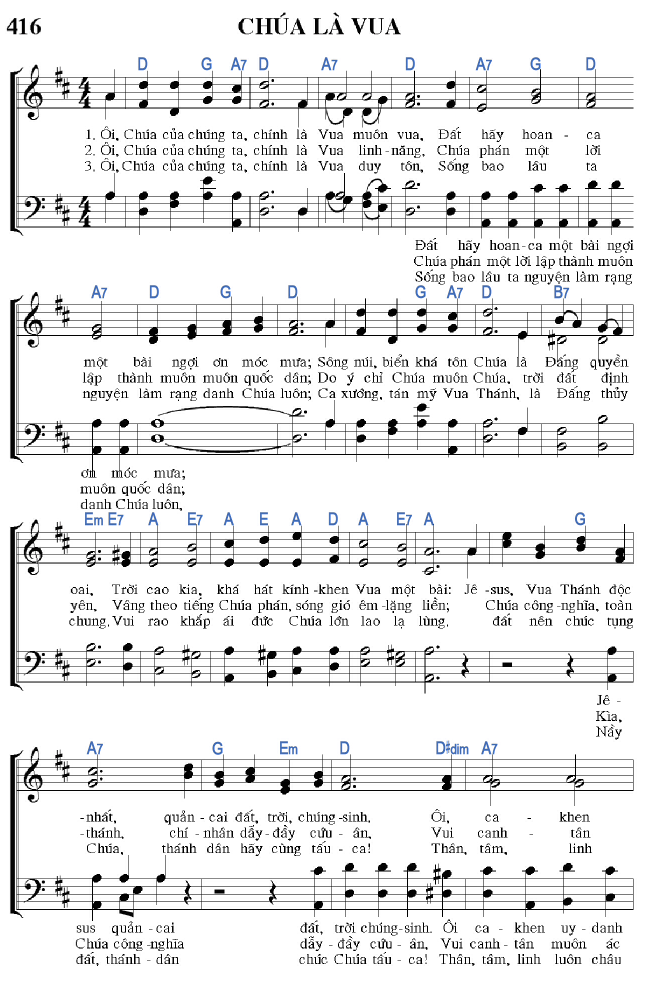 416 CHÚA LÀ VUA
D G A7 D A7 D A7 G D
1. Ôi, Chúa của chúng ta, chính là Vua muôn vua, Đất hãy hoan - ca
2. Ôi, Chúa của chúng ta, chính là Vua linh-năng, Chúa phán một lời
3. Ôi, Chúa của chúng ta, chính là Vua duy tôn, Sống bao lâu ta
Đất hãy hoan-ca một bài ngợi
Chúa phán một lời lập thành muôn
Sống bao lâu ta nguyện làm rạng
A7 D G D G A7 D B7
một bài ngợi ơn móc mưa; Sông núi, biển khá tôn Chúa là Đấng quyền
lập thành muôn muôn quốc dân; Do ý chỉ Chúa muôn Chúa, trời đất định
nguyện làm rạng danh Chúa luôn; Ca xướng, tán mỹ Vua Thánh, là Đấng thủy
ơn móc mưa;
muôn quốc dân;
danh Chúa luôn,
Em E7 A E7 A E A D A E7 A G
oai, Trời cao kia, khá hát kính-khen Vua một bài: Jê-sus, Vua Thánh độc
yên, Vâng theo tiếng Chúa phán, sóng gió êm-lặng liền; Chúa công-nghĩa, toàn
chung, Vui rao khắp ái đức Chúa lớn lao lạ lùng, đất nên chúc tụng
Jê -
Kìa,
Nầy
A7 G Em D D#dim A7
-nhất, quản-cai đất, trời, chúng-sinh. Ôi, ca - khen
-thánh, chí-nhân dẫy-đầy cứu-ân, Vui canh- tân
Chúa, thánh dân hãy cùng tấu-ca! Thần, tâm, linh
sus quản-cai đất, trời chúng-sinh. Ôi ca-khen uy-danh
Chúa công-nghĩa dẫy-đầy cứu-ân, Vui canh-tân muôn ác
đất, thánh-dân chúc Chúa tấu-ca! Thần, tâm, linh luôn chầu